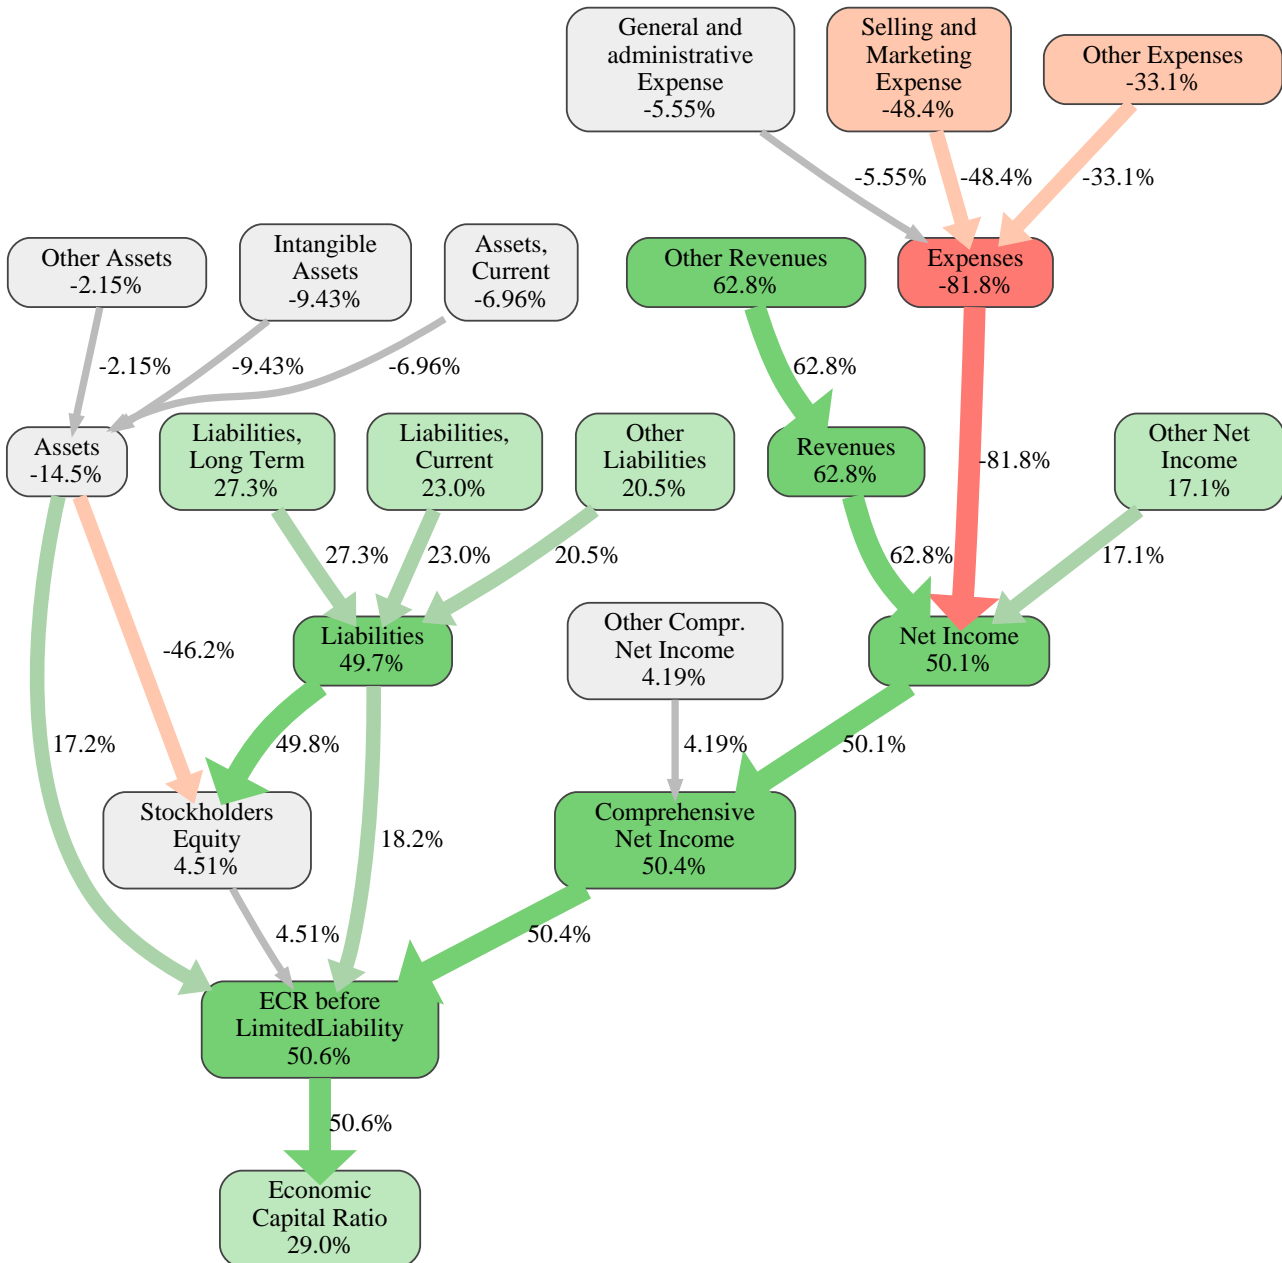 General and
administrative
Expense
-5.55%
Selling and
Marketing
Expense
-48.4%
Other Expenses
-33.1%
-5.55%
-48.4%
-33.1%
Other Assets
-2.15%
Intangible
Assets
-9.43%
Assets,
Current
-6.96%
Other Revenues
62.8%
Expenses
-81.8%
-2.15%
-9.43%
-6.96%
62.8%
Assets
-14.5%
Liabilities,
Long Term
27.3%
Liabilities,
Current
23.0%
Other
Liabilities
20.5%
Revenues
62.8%
-81.8%
Other Net
Income
17.1%
27.3%
23.0%
20.5%
62.8%
17.1%
-46.2%
Liabilities
49.7%
Other Compr.
Net Income
4.19%
Net Income
50.1%
17.2%
49.8%
4.19%
50.1%
Stockholders
Equity
4.51%
18.2%
Comprehensive
Net Income
50.4%
4.51%
50.4%
ECR before
LimitedLiability
50.6%
50.6%
Economic
Capital Ratio
29.0%